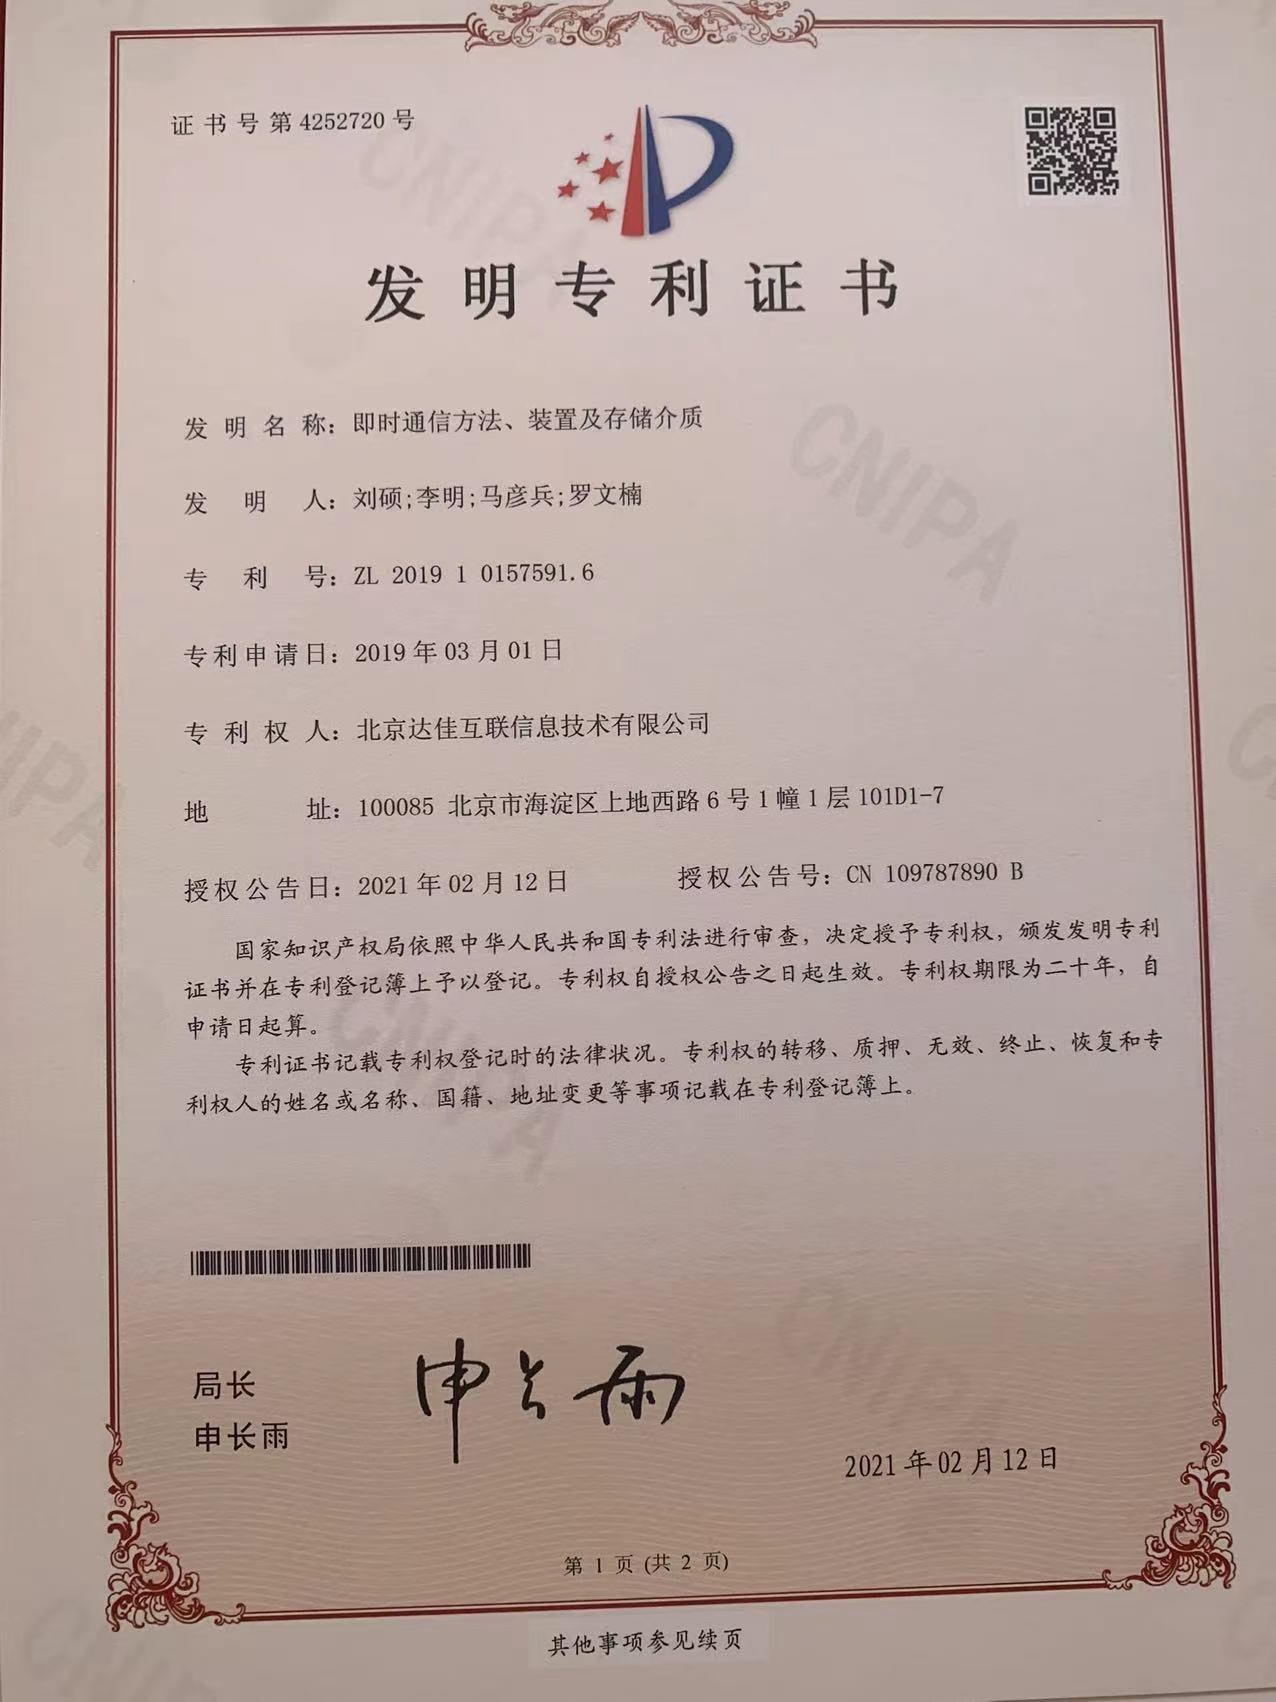 证书号第4252720号
发明专利证书
发明名称：即时通信方法、装置及存储介质
发明人：刘硕;李明;马彦兵;罗文楠
专利号：ZL 2019 1 0157591.6
专利申请日：2019年03月01日
专利权人：北京达佳互联信息技术有限公司
地址：100085 北京市海淀区上地西路6号1幢1层101D1-7
授权公告日：2021年02月12日 授权公告号：CN 109787890 B
国家知识产权局依照中华人民共和国专利法进行审查，决定授予专利权，颁发发明专利
证书并在专利登记簿上予以登记。专利权自授权公告之日起生效。专利权期限为二十年，自
申请日起算。
专利证书记载专利权登记时的法律状况。专利权的转移、质押、无效、终止、恢复和专
利权人的姓名或名称、国籍、地址变更等事项记载在专利登记簿上。
局长
申长雨
申长雨
2021年02月12日
第 1 页 (共 2 页)
其他事项参见续页
CNIPA
CNIPA
CNIPA
CNIPA